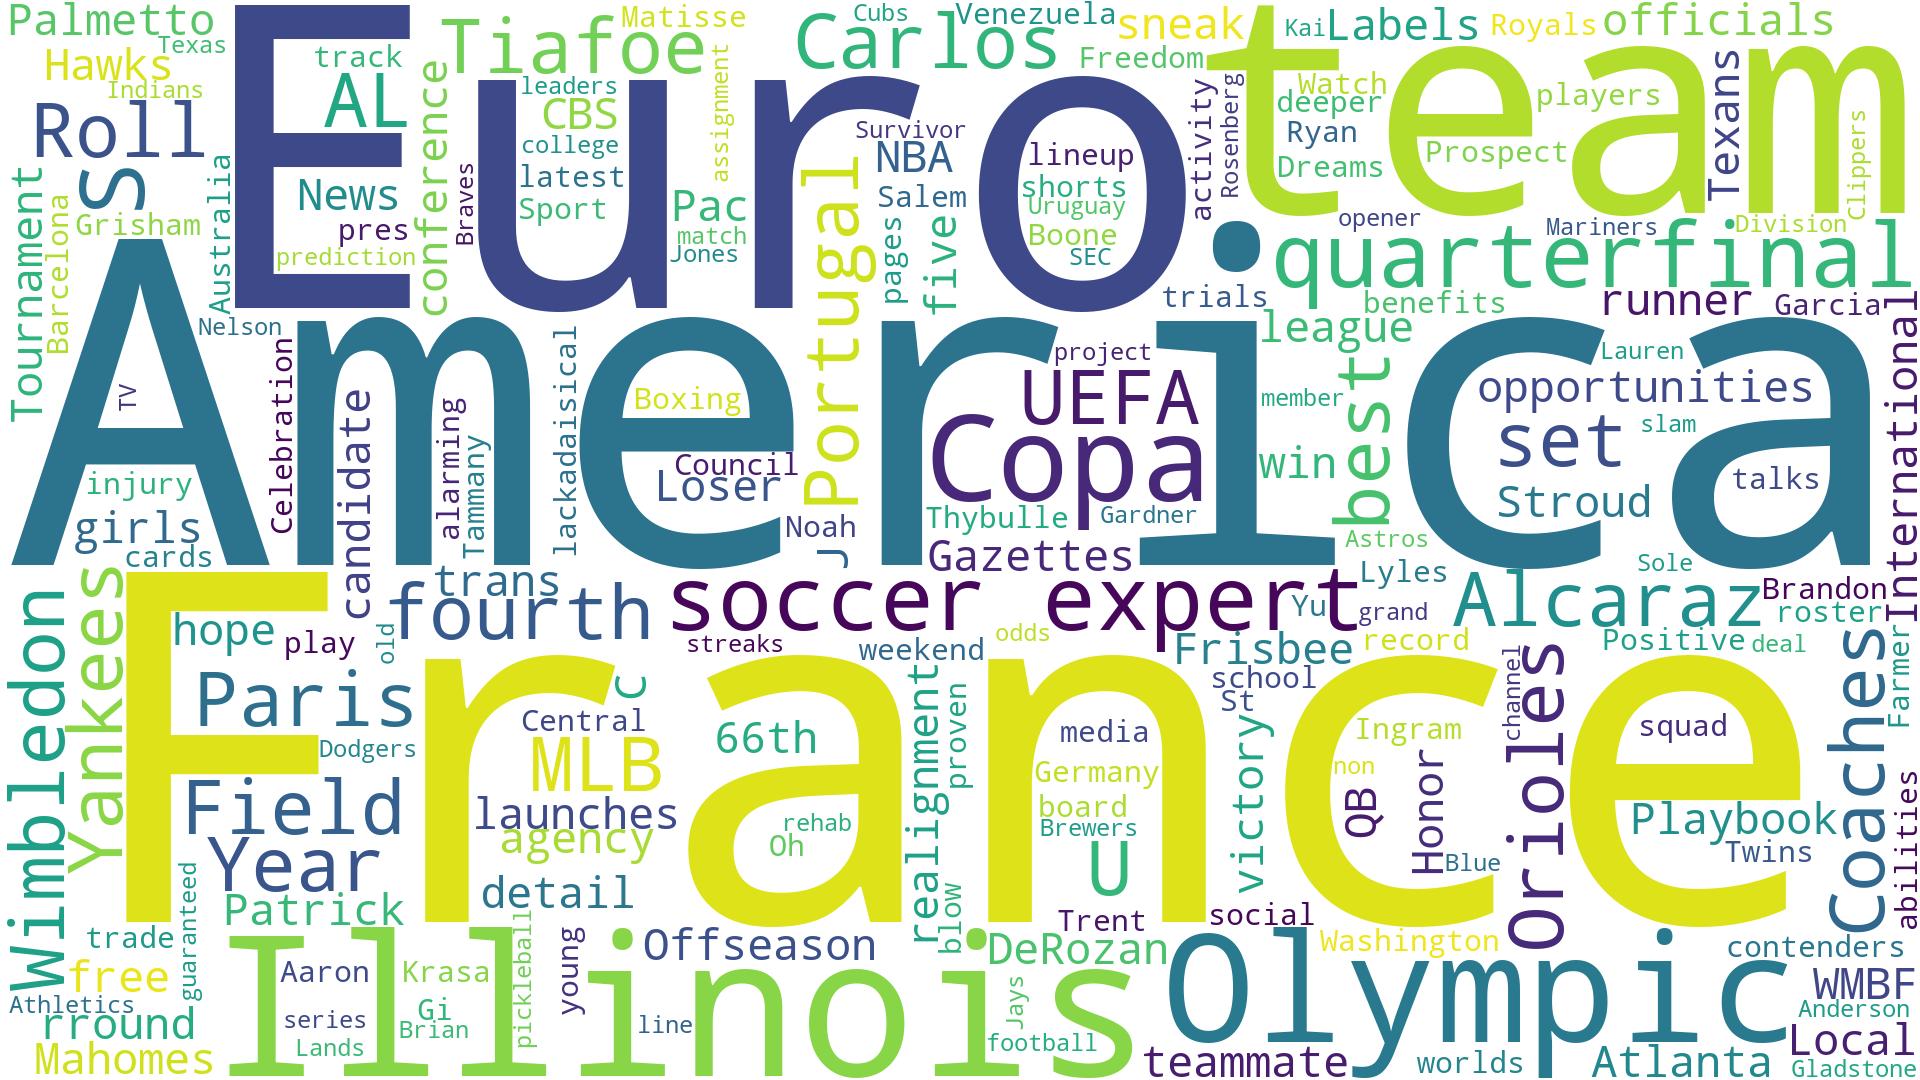 Palmetto
Texas
Hawks
Indians
Roll
S
Euro
track
AL
News
pres
prediction
conference
Tiafoe
Matisse
leaders
CBS
college
latest
Sport
Braves
assignment
Pac
match
Jones
Carlos
Cubs
Venezuela
sneak
Freedom
Survivor
NBA
Salem
pages
five
lineup
shorts
Uruguay
Boone
SEC
activity
Rosenberg
team
Kai
Labels
Royals
officials
Watch
deeper
Ryan
Dreams
players
Prospect
Texans
Clippers
opener
Mariners
Division
quarterfinal
Tournament
Barcelona
Grisham
Australia
Nelson
America
TV
Celebration
candidate
alarming
Tammany
lackadaisical
Boxing
Council
Loser
Portugal
Noah
J
project
UEFA
Copa
Thybulle
Gardner
Gazettes
trials
league
benefits
runner
Garcia
International
member
win
best
Astros
Lauren
opportunities
set
slam
Stroud
talks
injury
girls
cards
trans
fourth
soccer expert
Yu
Lyles
grand
Alcaraz
Sole
Brandon
roster
Wimbledon
Yankees
France
hope
play
old
streaks
weekend
odds
Frisbee
record
Positive
deal
Farmer
Paris
Dodgers
C
Central
MLB
66th
launches
agency
rehab
Oh
detail
realignment
proven
blow
media
Germany
board
Brewers
U
Trent
school
St
victory
social
Ingram
non
QB
Honor
Blue
channel
Orioles
squad
Playbook
Twins
Coaches
abilities
Field
Year
Patrick
trade
guaranteed
free
Athletics
rround
Mahomes
Illinois
Aaron
Krasa
series
Gi
Brian
Lands
pickleball
young
Offseason
line
DeRozan
Jays
football
Olympic
Washington
teammate
worlds
Atlanta
contenders
WMBF
Anderson
Local
Gladstone